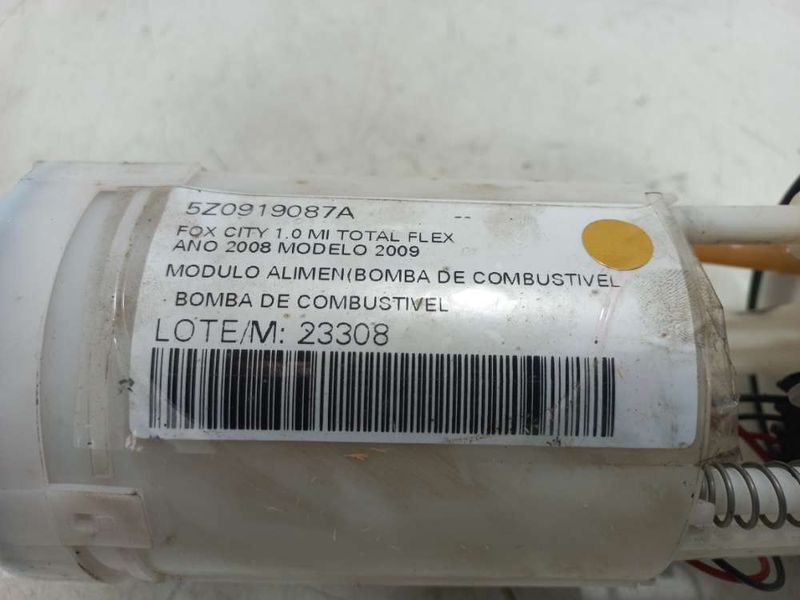 5Z0919087A --
FOX CITY 1.0 MI TOTAL FLEX
ANO 2008 MODELO 2009
MODULO ALIMEN(BOMBA DE COMBUSTIVEL
BOMBA DE COMBUSTIVEL
LOTE/M: 23308